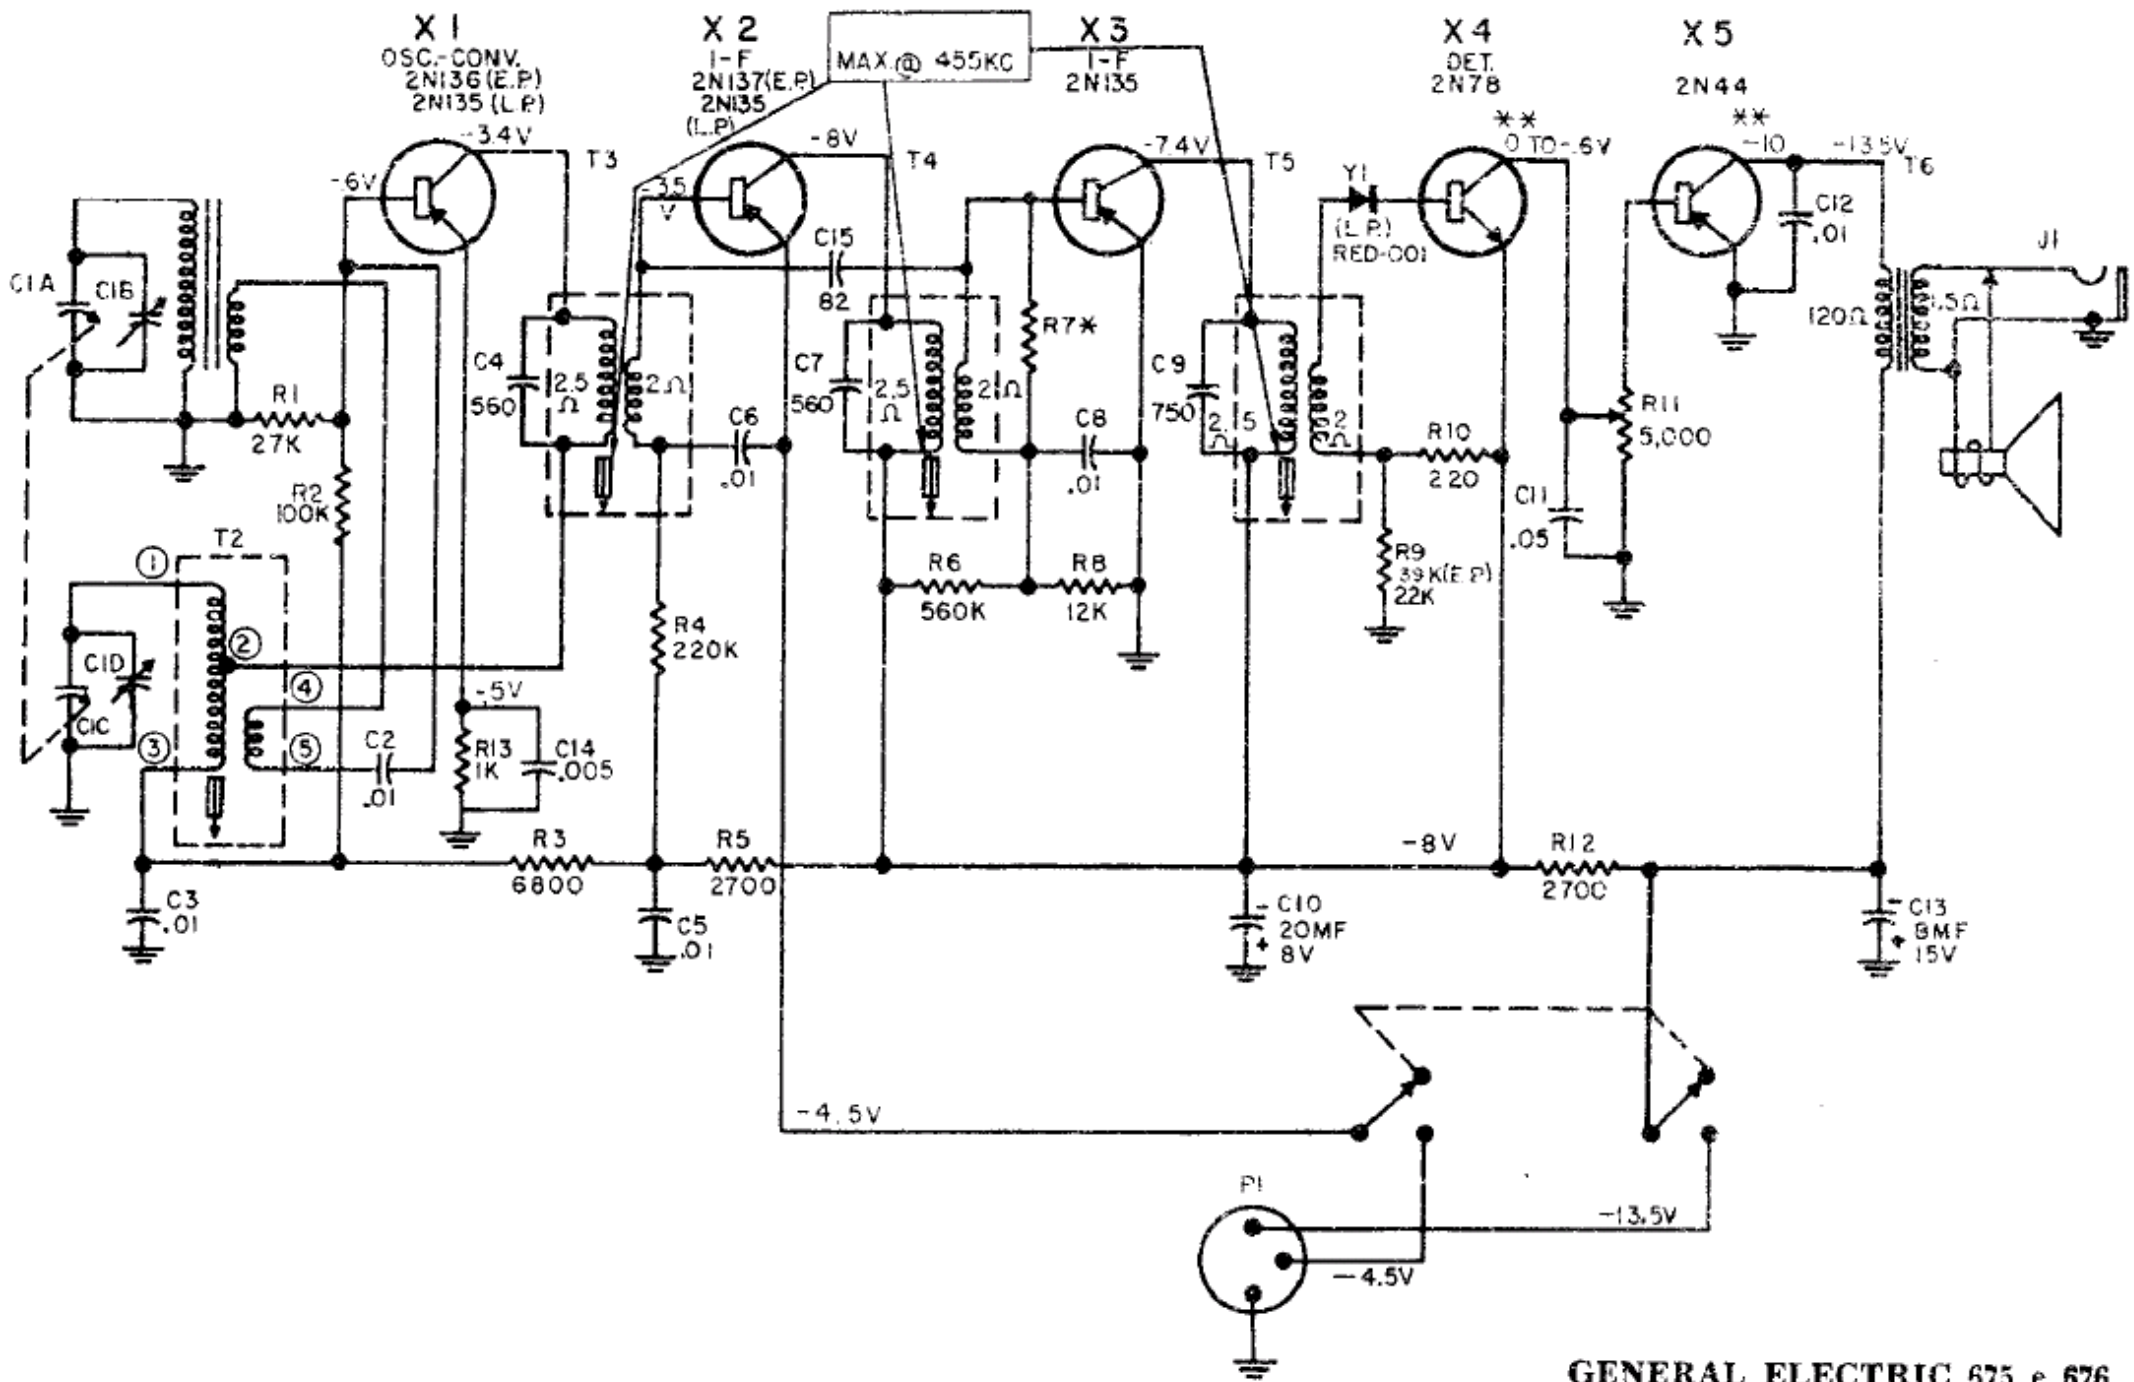 X1
OSC.-CONV.
2N136(E.P.)
2N135(L.P.)
X2
I-F
2N137(E.P.)
2N135
(L.P.)
MAX.@ 455KC
X3
I-F
2N135
X4
DET.
2N78
X5
2N44
-3.4V
-8V
-7.4V
**
0 TO-.6V
**
-10
-13.5V
T3
T4
T5
T6
-.6V
-3.5
V
Y1
(L.P.)
RED-001
C12
.01
J1
C1A
C1B
C15
82
C4
560
2.5
Ω
2Ω
C7
560
2.5
Ω
2Ω
R7*
C9
750
2.5
Ω
2
Ω
120Ω
1.5Ω
R1
27K
C6
.01
C8
.01
R10
220
R11
5,000
R2
100K
C11
.05
T2
1
2
3
4
5
C1D
C1C
R4
220K
R6
560K
R8
12K
R9
39K(E.P)
22K
-.5V
C2
.01
R13
1K
C14
.005
R3
6800
R5
2700
-8V
R12
2700
C3
.01
C5
.01
-
C10
20MF
+
8V
-
C13
8MF
+
15V
-4.5V
P1
-13.5V
-4.5V
GENERAL ELECTRIC 675 e 676